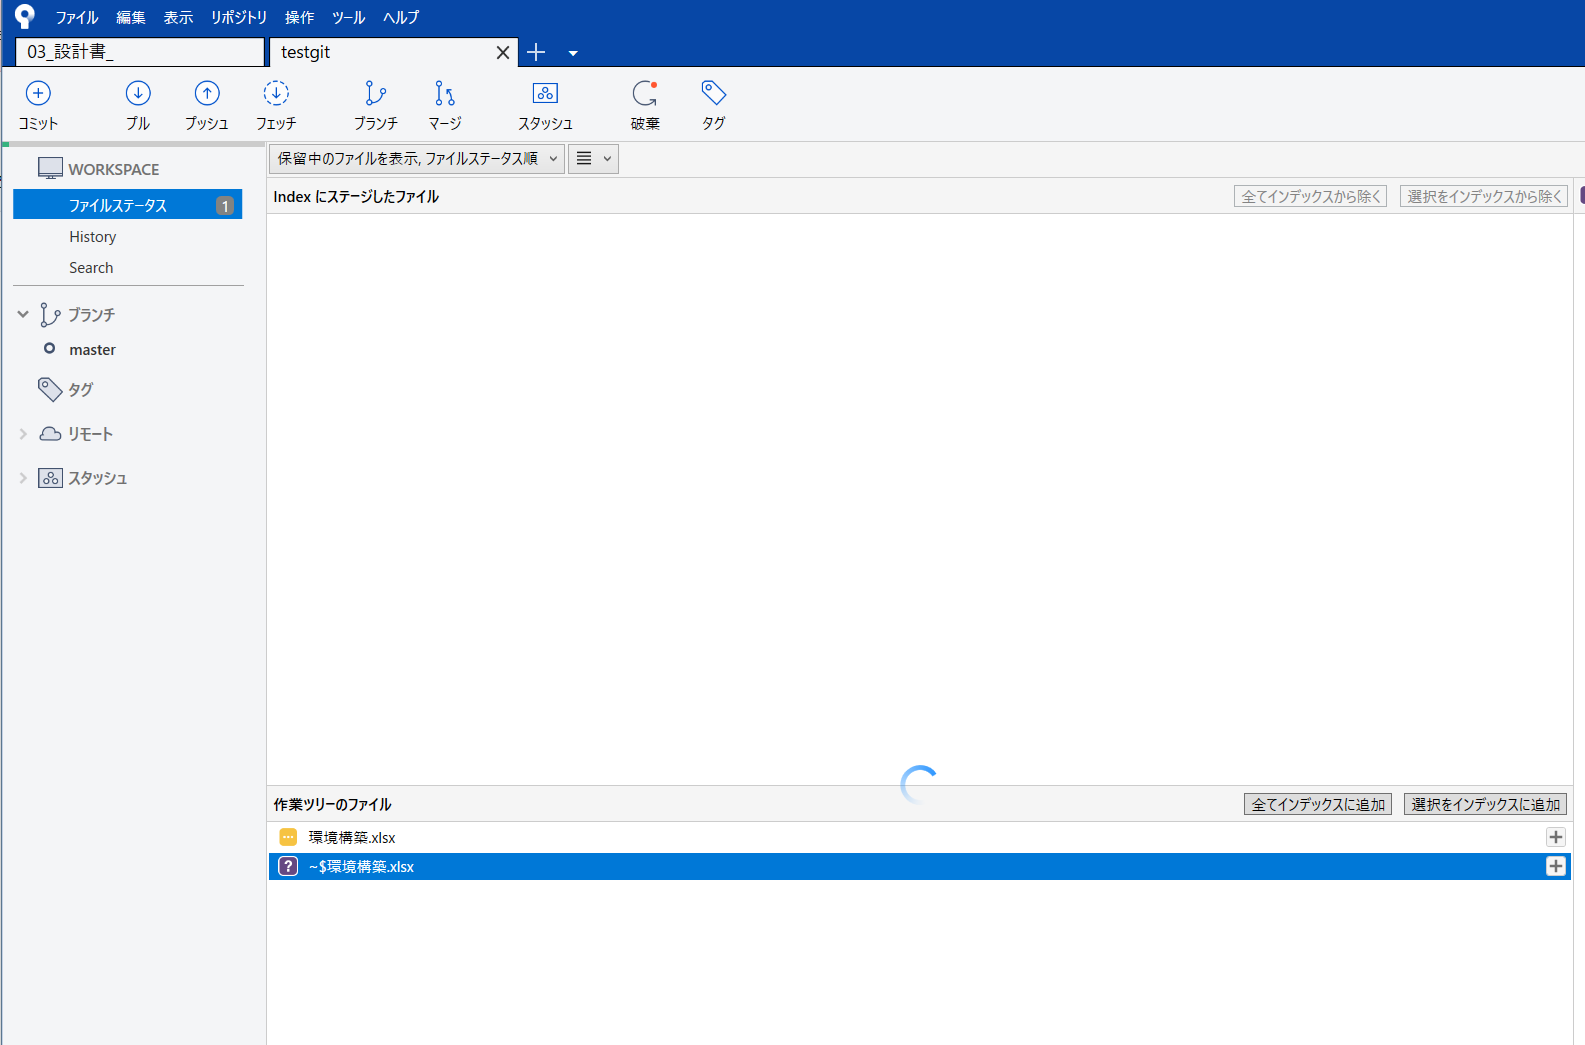 ファイル 編集 表示 リポジトリ 操作 ツール ヘルプ
03_設計書_ testgit
コミット プル プッシュ フェッチ ブランチ マージ スタッシュ 破棄 タグ
WORKSPACE
ファイルステータス 1
History
Search
ブランチ
master
タグ
リモート
スタッシュ
保留中のファイルを表示, ファイルステータス順
Index にステージしたファイル 全てインデックスから除く 選択をインデックスから除く
作業ツリーのファイル 全てインデックスに追加 選択をインデックスに追加
環境構築.xlsx
? ~$環境構築.xlsx